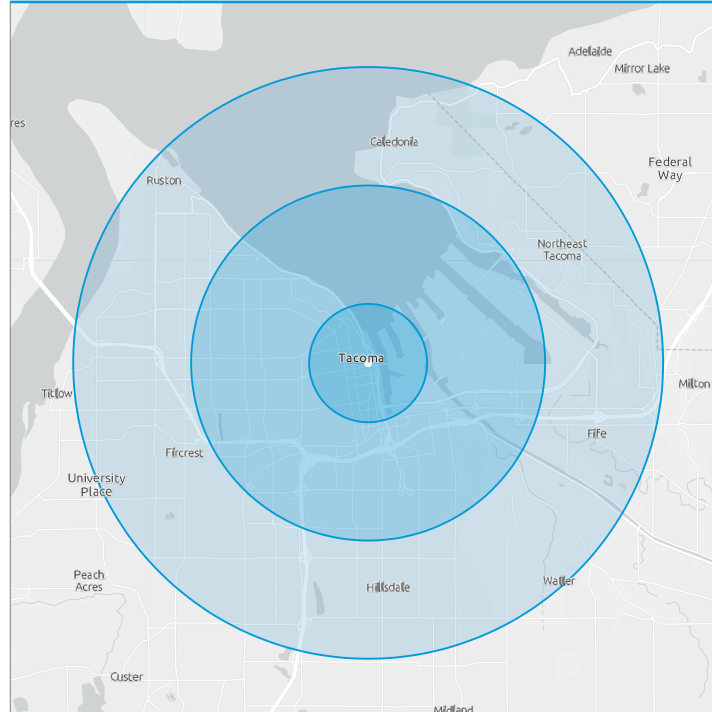 Adelaide
Mirror Lake
res
Caledonia
Federal
Way
Ruston
Northeast
Tacoma
Tacoma
Milton
Titlow
Fife
Fircrest
University
Place
Peach
Acres
Hillsdale
Waller
Custer
Midland